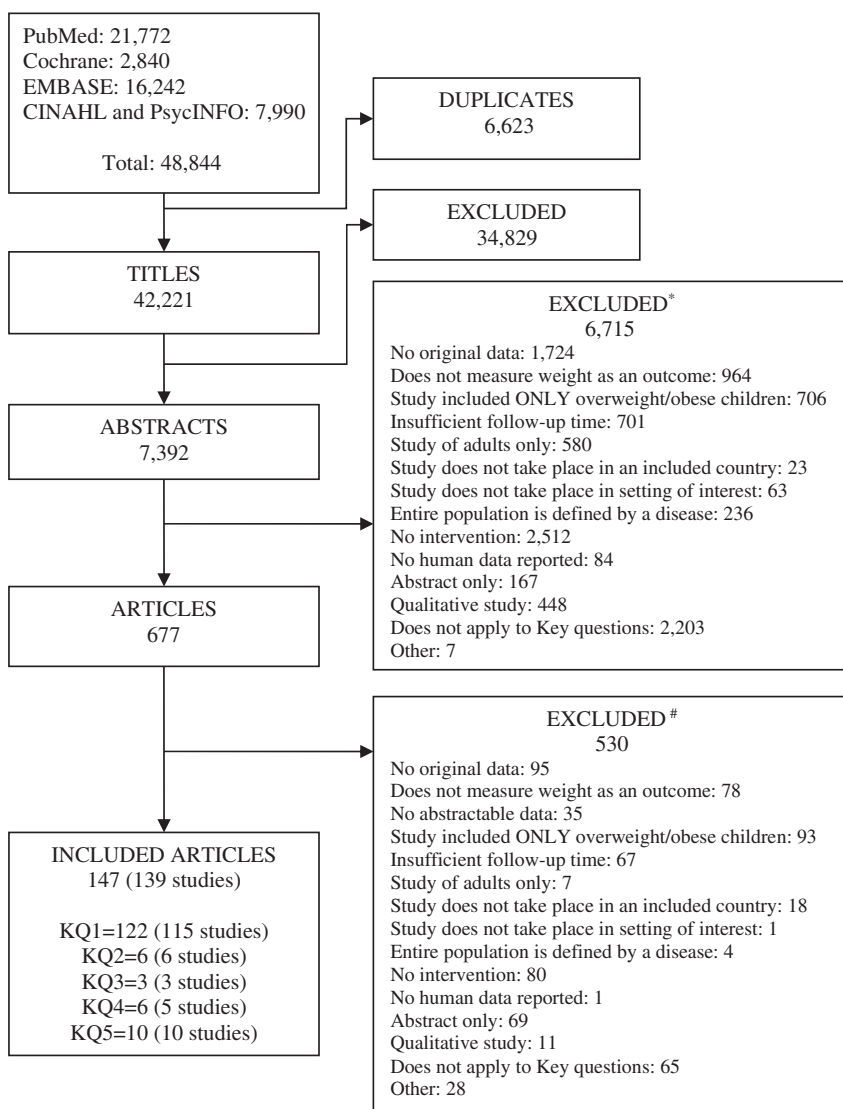 PubMed: 21,772
Cochrane: 2,840
EMBASE: 16,242
CINAHL and PsycINFO: 7,990
Total: 48,844
DUPLICATES
6,623
EXCLUDED
34,829
TITLES
42,221
EXCLUDED*
6,715
No original data: 1,724
Does not measure weight as an outcome: 964
Study included ONLY overweight/obese children: 706
Insufficient follow-up time: 701
Study of adults only: 580
Study does not take place in an included country: 23
Study does not take place in setting of interest: 63
Entire population is defined by a disease: 236
No intervention: 2,512
No human data reported: 84
Abstract only: 167
Qualitative study: 448
Does not apply to Key questions: 2,203
Other: 7
ABSTRACTS
7,392
ARTICLES
677
EXCLUDED #
530
No original data: 95
Does not measure weight as an outcome: 78
No abstractable data: 35
Study included ONLY overweight/obese children: 93
Insufficient follow-up time: 67
Study of adults only: 7
Study does not take place in an included country: 18
Study does not take place in setting of interest: 1
Entire population is defined by a disease: 4
No intervention: 80
No human data reported: 1
Abstract only: 69
Qualitative study: 11
Does not apply to Key questions: 65
Other: 28
INCLUDED ARTICLES
147 (139 studies)
KQ1=122 (115 studies)
KQ2=6 (6 studies)
KQ3=3 (3 studies)
KQ4=6 (5 studies)
KQ5=10 (10 studies)